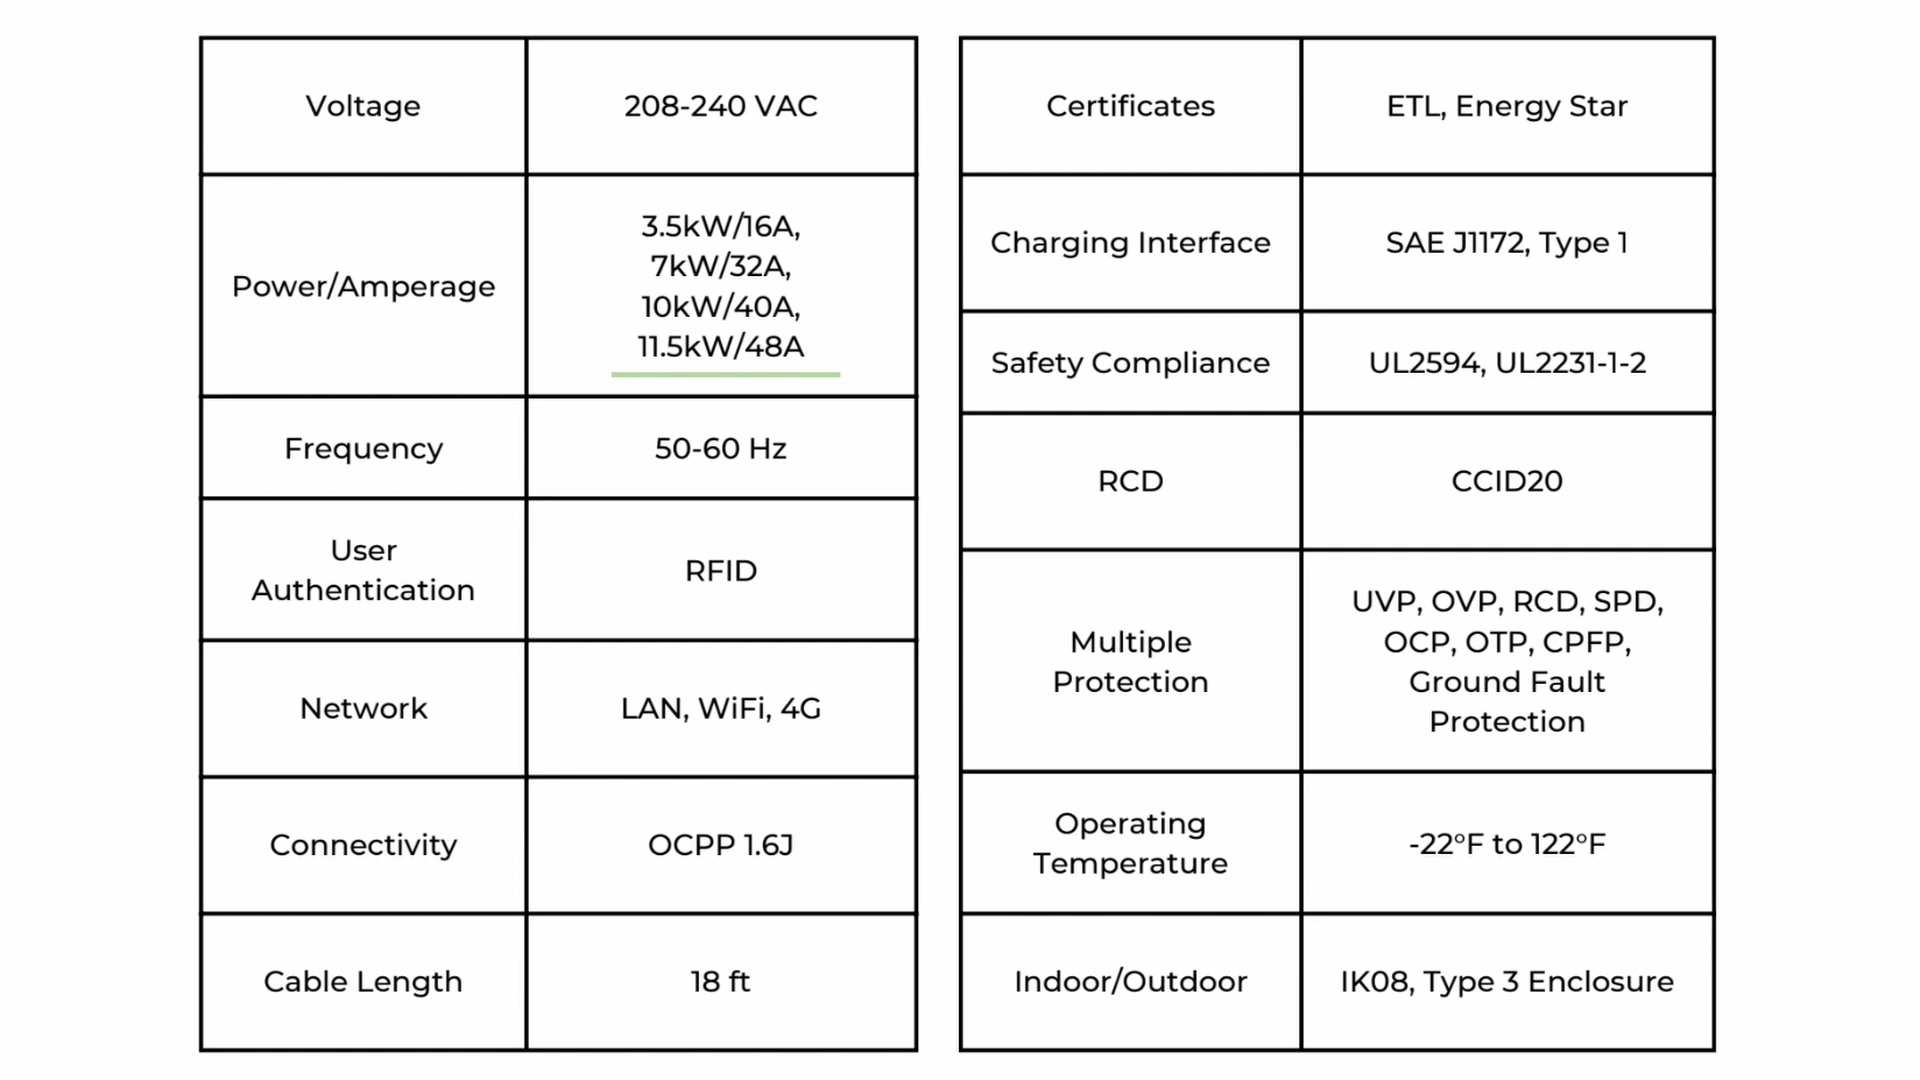 Voltage
208-240 VAC
Power/Amperage
3.5kW/16A,
7kW/32A,
10kW/40A,
11.5kW/48A
Frequency
50-60 Hz
User
Authentication
RFID
Network
LAN, WiFi, 4G
Connectivity
OCPP 1.6J
Cable Length
18 ft
Certificates
ETL, Energy Star
Charging Interface
SAE J1172, Type 1
Safety Compliance
UL2594, UL2231-1-2
RCD
CCID20
Multiple
Protection
UVP, OVP, RCD, SPD,
OCP, OTP, CPFP,
Ground Fault
Protection
Operating
Temperature
-22°F to 122°F
Indoor/Outdoor
IK08, Type 3 Enclosure